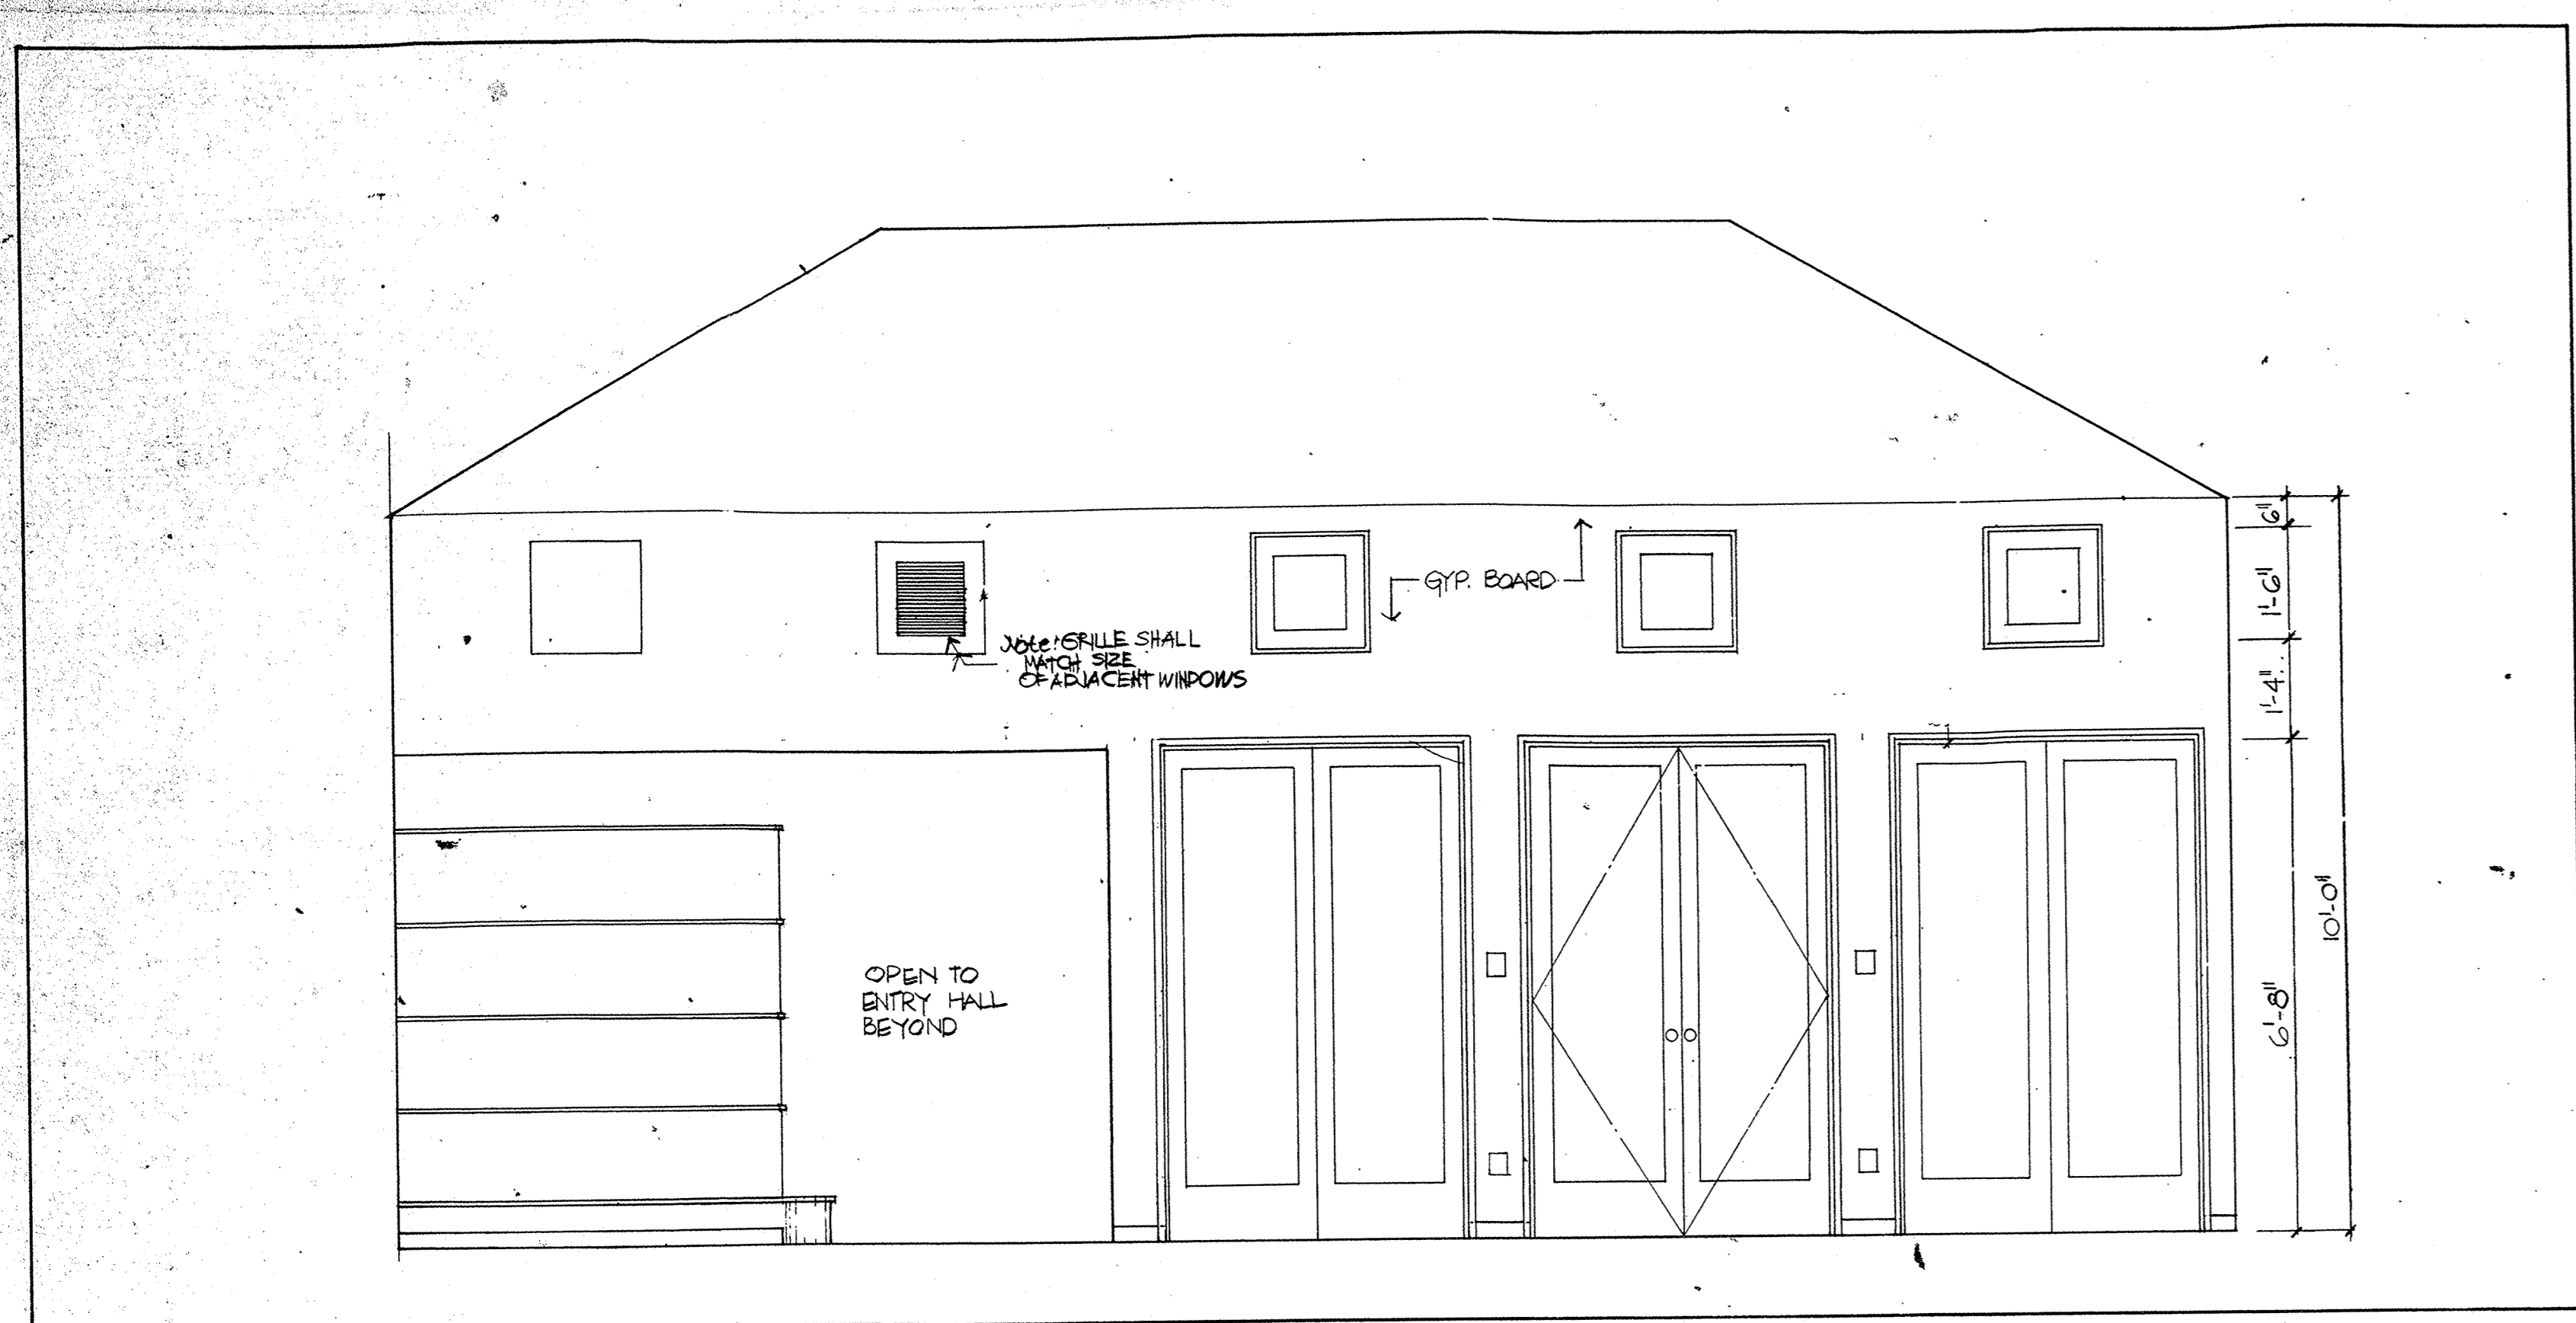 6"
GYP. BOARD
1'-6"
Note: GRILLE SHALL
MATCH SIZE
OF ADJACENT WINDOWS
1'-4"
10'-0"
OPEN TO
ENTRY HALL
BEYOND
6'-8"